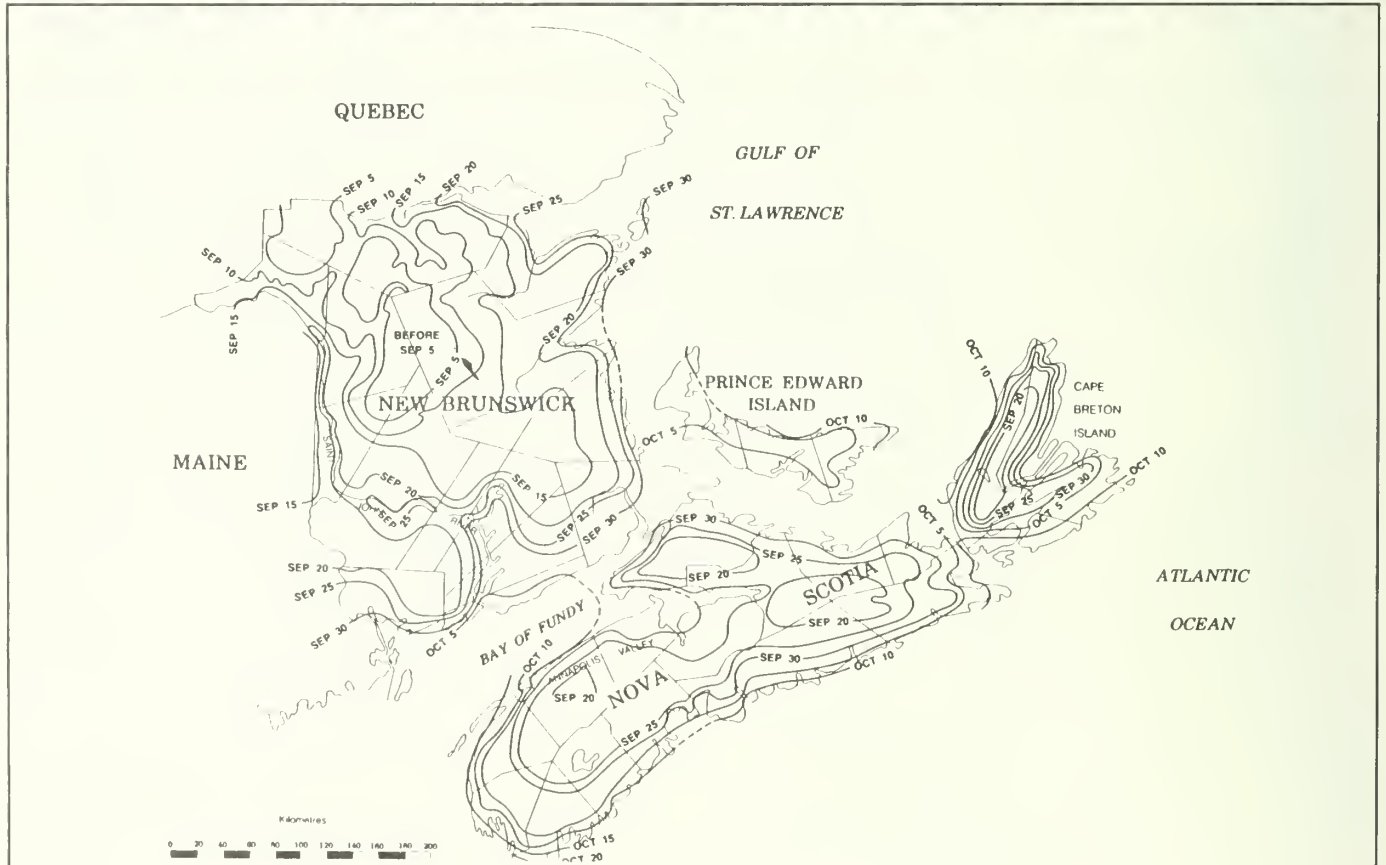 QUEBEC
GULF OF
ST. LAWRENCE
SEP 5
SEP 10
SEP 15
SEP 20
SEP 25
SEP 30
SEP 10
SEP 15
SEP 30
BEFORE
SEP 5
SEP 5
SEP 20
NEW BRUNSWICK
PRINCE EDWARD
ISLAND
OCT 10
OCT 5
OCT 10
SEP 20
CAPE
BRETON
ISLAND
OCT 10
MAINE
SAINT
JOHN
RIVER
SEP 15
SEP 20
SEP 25
SEP 15
SEP 25
SEP 30
SEP 30
SEP 25
SEP 20
OCT 5
SEP 25
SEP 30
OCT 5
SEP 20
SEP 25
SEP 30
OCT 5
BAY OF FUNDY
OCT 10
ANNAPOLIS VALLEY
SEP 20
NOVA
SCOTIA
SEP 20
SEP 30
OCT 10
SEP 25
ATLANTIC
OCEAN
OCT 15
OCT 20
Kilometres
0 20 40 60 80 100 120 140 160 180 200